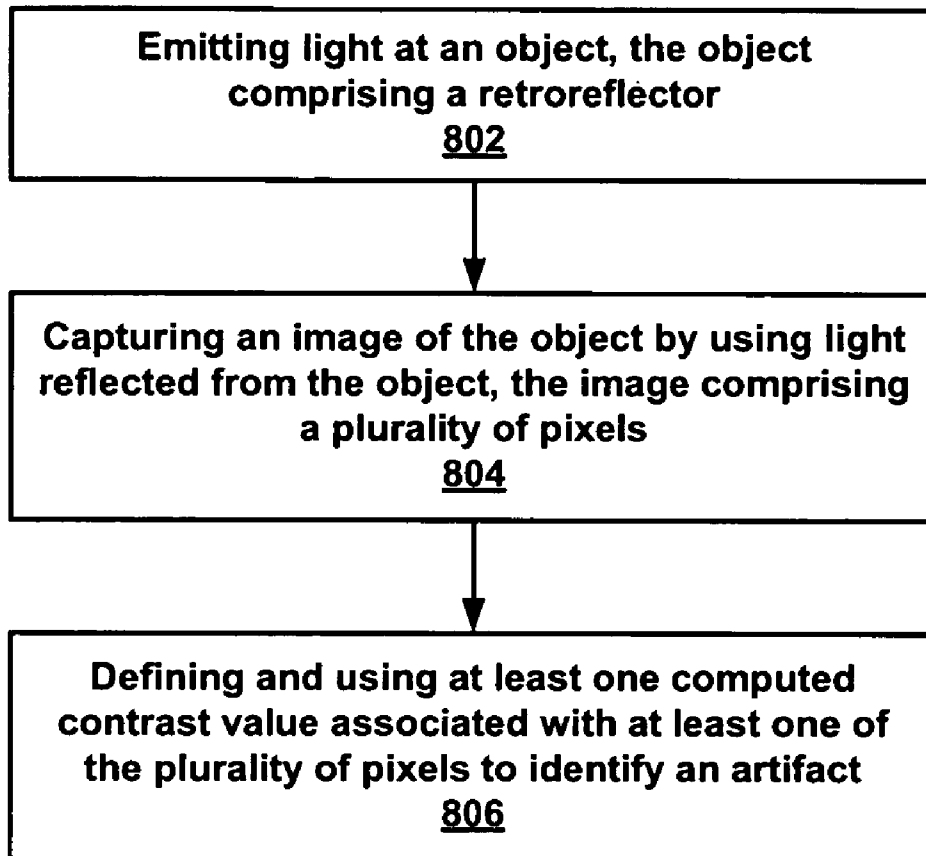 Emitting light at an object, the object
comprising a retroreflector
802
Capturing an image of the object by using light
reflected from the object, the image comprising
a plurality of pixels
804
Defining and using at least one computed
contrast value associated with at least one of
the plurality of pixels to identify an artifact
806